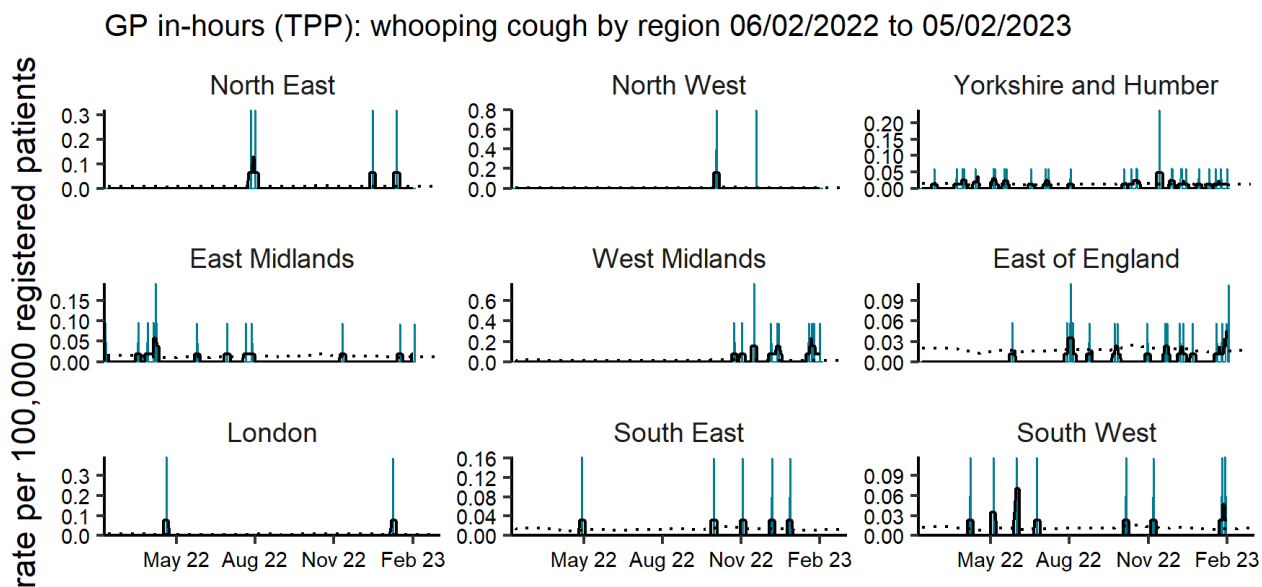 GP in-hours (TPP): whooping cough by region 06/02/2022 to 05/02/2023
rate per 100,000 registered patients
North East
0.3
0.2
0.1
0.0
North West
0.8
0.6
0.4
0.2
0.0
Yorkshire and Humber
0.20
0.15
0.10
0.05
0.00
East Midlands
0.15
0.10
0.05
0.00
West Midlands
0.6
0.4
0.2
0.0
East of England
0.09
0.06
0.03
0.00
London
0.3
0.2
0.1
0.0
May 22 Aug 22 Nov 22 Feb 23
South East
0.16
0.12
0.08
0.04
0.00
May 22 Aug 22 Nov 22 Feb 23
South West
0.09
0.06
0.03
0.00
May 22 Aug 22 Nov 22 Feb 23